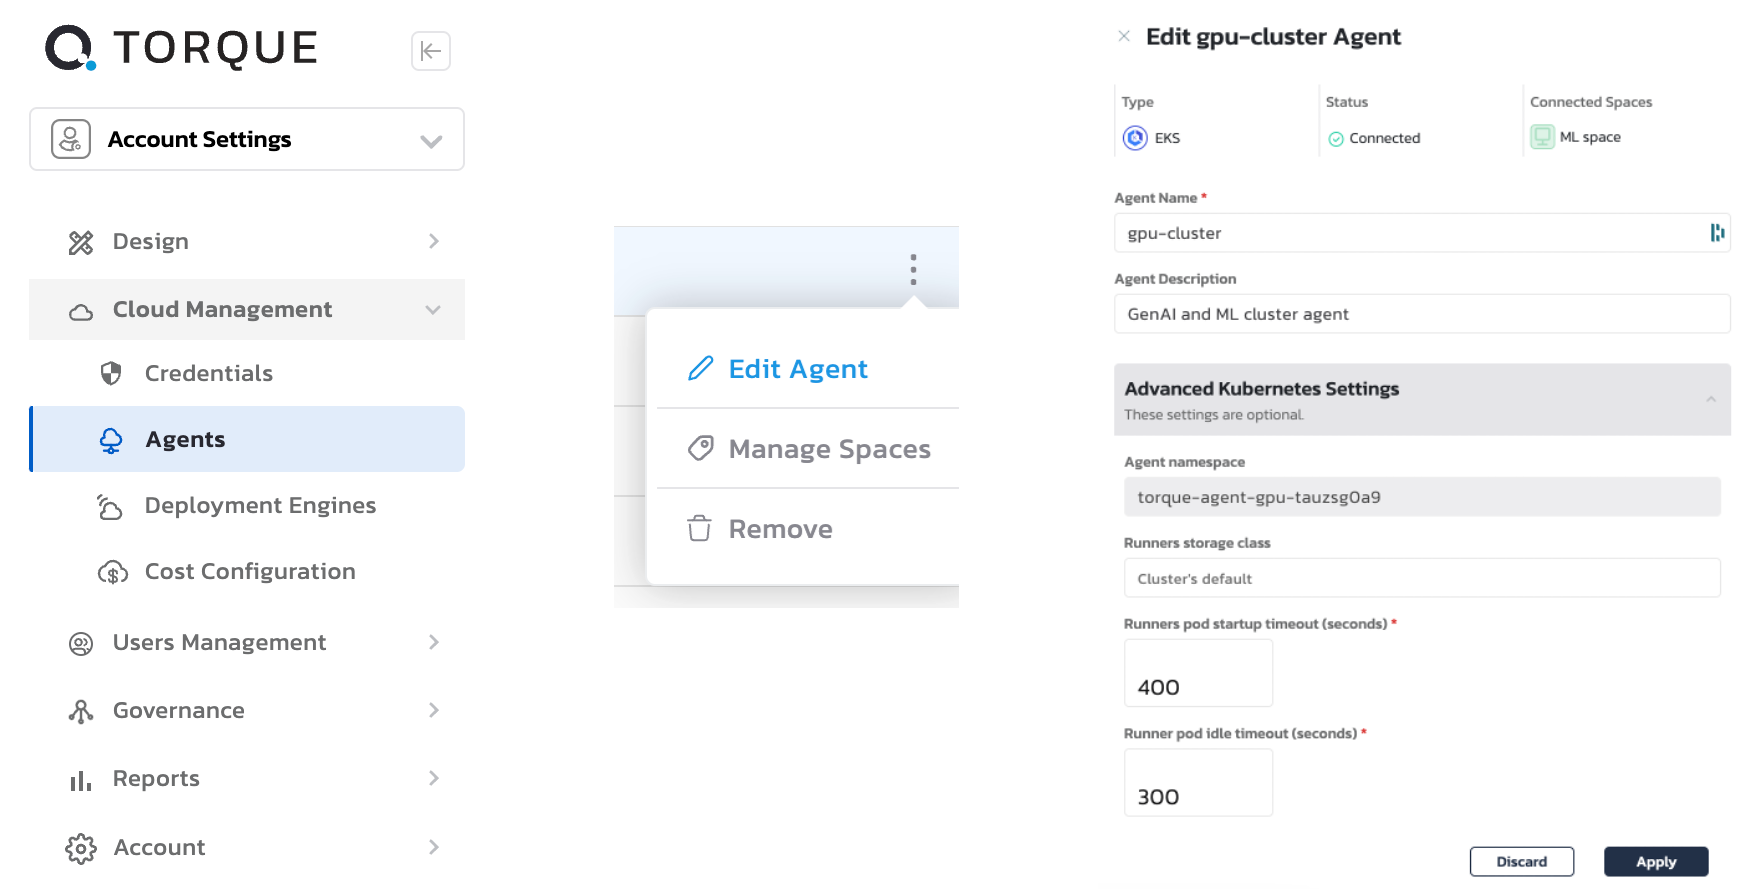 TORQUE
Account Settings
Design
Cloud Management
Credentials
Agents
Deployment Engines
Cost Configuration
Users Management
Governance
Reports
Account
Edit Agent
Manage Spaces
Remove
Edit gpu-cluster Agent
Type
EKS
Status
Connected
Connected Spaces
ML space
Agent Name *
gpu-cluster
Agent Description
GenAI and ML cluster agent
Advanced Kubernetes Settings
These settings are optional.
Agent namespace
torque-agent-gpu-tauzsg0a9
Runners storage class
Cluster's default
Runners pod startup timeout (seconds) *
400
Runner pod idle timeout (seconds) *
300
Discard
Apply